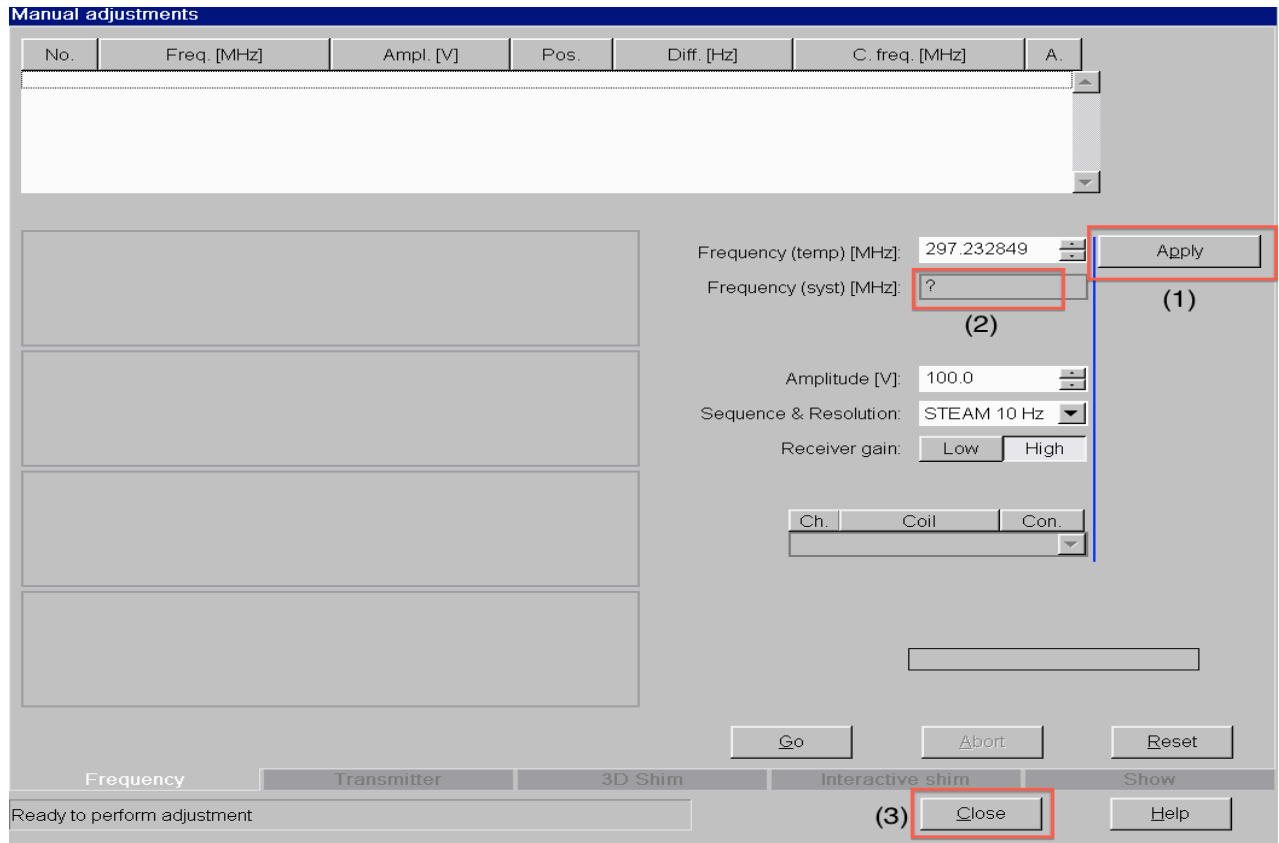 Manual adjustments
No. Freq. [MHz] Ampl. [V] Pos. Diff. [Hz] C. freq. [MHz] A.
Frequency (temp) [MHz]: 297.232849 Apply
Frequency (syst) [MHz]: ? (1)
(2)
Amplitude [V]: 100.0
Sequence & Resolution: STEAM 10 Hz
Receiver gain: Low High
Ch. Coil Con.
Go Abort Reset
Frequency Transmitter 3D Shim Interactive shim Show
Ready to perform adjustment (3) Close Help